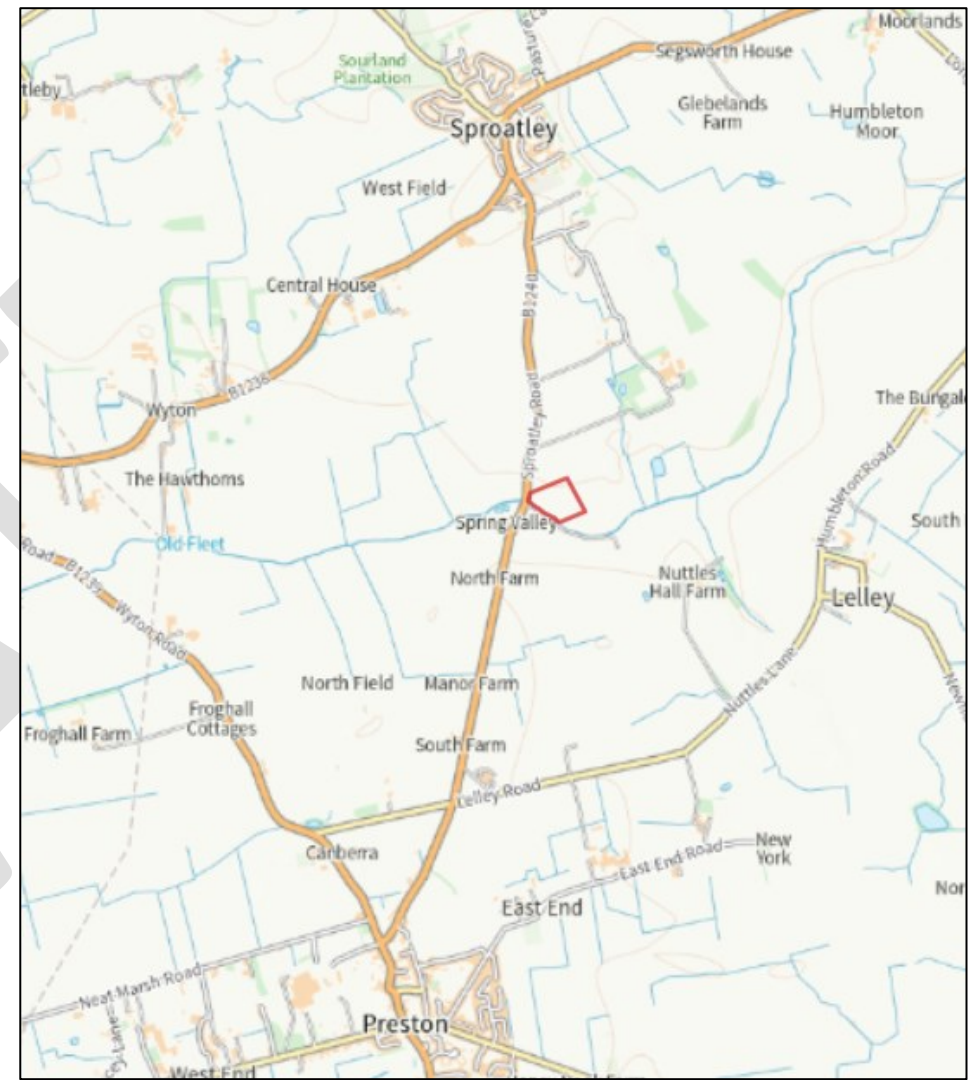 Moorlands
Segsworth House
Sourland
Plantation
tleby
Glebelands
Farm
Humbleton
Moor
Sproatley
West Field
Central House
B1240
B1238
Wyton
The Bungal
Sproatley Road
Humbleton Road
The Hawthorns
South
Spring Valley
Old Fleet
Road
B1239
Wyton Road
North Farm
Nuttles
Hall Farm
Lelley
Nuttles Lane
North Field
Manor Farm
Froghall
Cottages
Froghall Farm
South Farm
Lelley Road
Canberra
New
York
East End Road
Nor
East End
Neat Marsh Road
Preston
West End